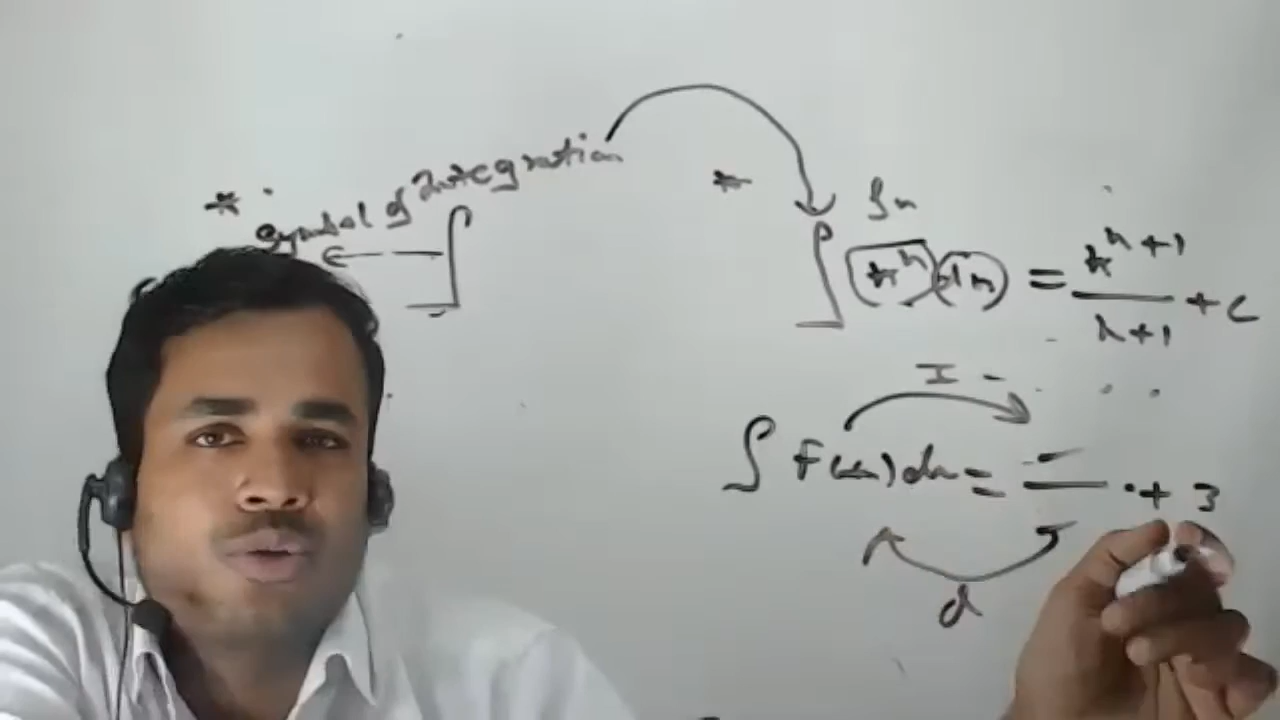 * Symbol of Integration
∫
* fn
∫ xⁿ dx = xⁿ⁺¹ / n+1 + c
I
∫ F(x) dx = — + 3
d